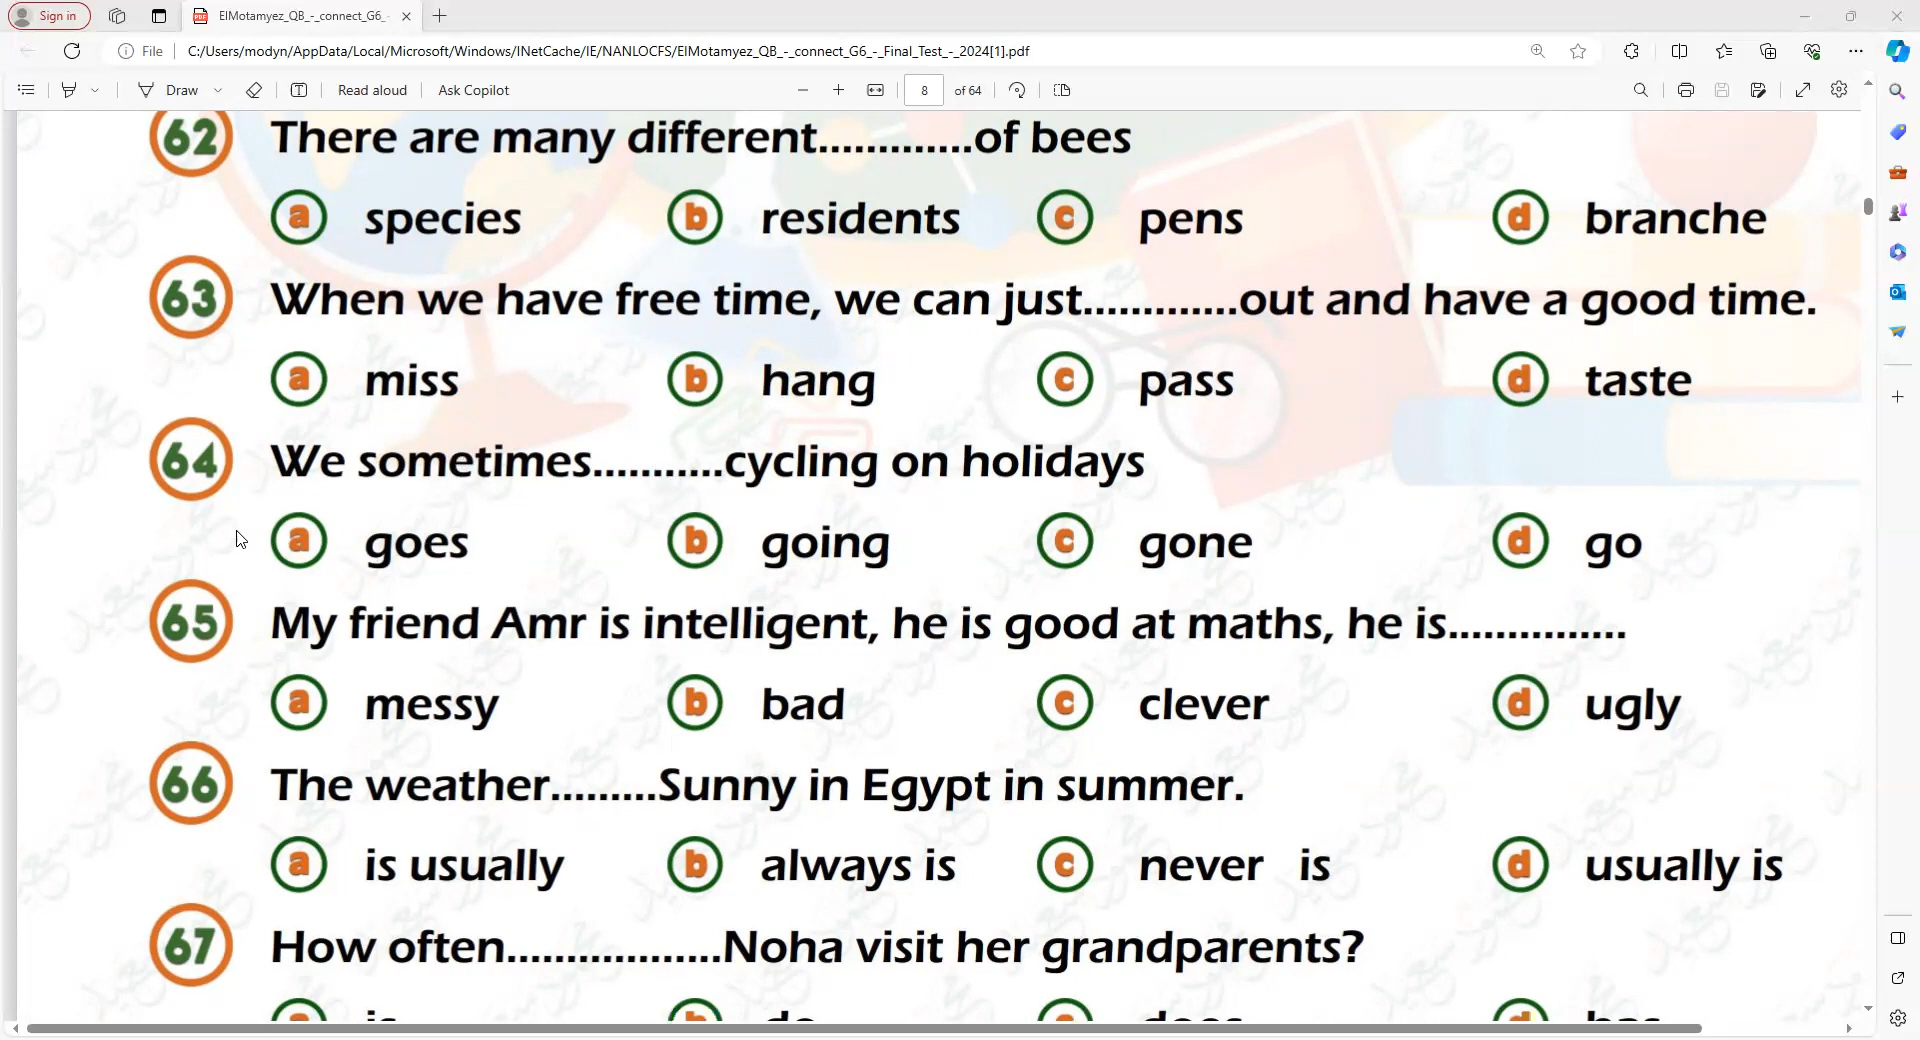 Sign in
ElMotamyez_QB_-_connect_G6_-
File
C:/Users/modyn/AppData/Local/Microsoft/Windows/INetCache/IE/NANLOCFS/ElMotamyez_QB_-_connect_G6_-_Final_Test_-_2024[1].pdf
Draw
Read aloud
Ask Copilot
8 of 64
62 There are many different.............of bees
a species b residents c pens d branche
63 When we have free time, we can just.............out and have a good time.
a miss b hang c pass d taste
64 We sometimes...........cycling on holidays
a goes b going c gone d go
65 My friend Amr is intelligent, he is good at maths, he is...............
a messy b bad c clever d ugly
66 The weather.........Sunny in Egypt in summer.
a is usually b always is c never is d usually is
67 How often..................Noha visit her grandparents?
a is b do c does d has